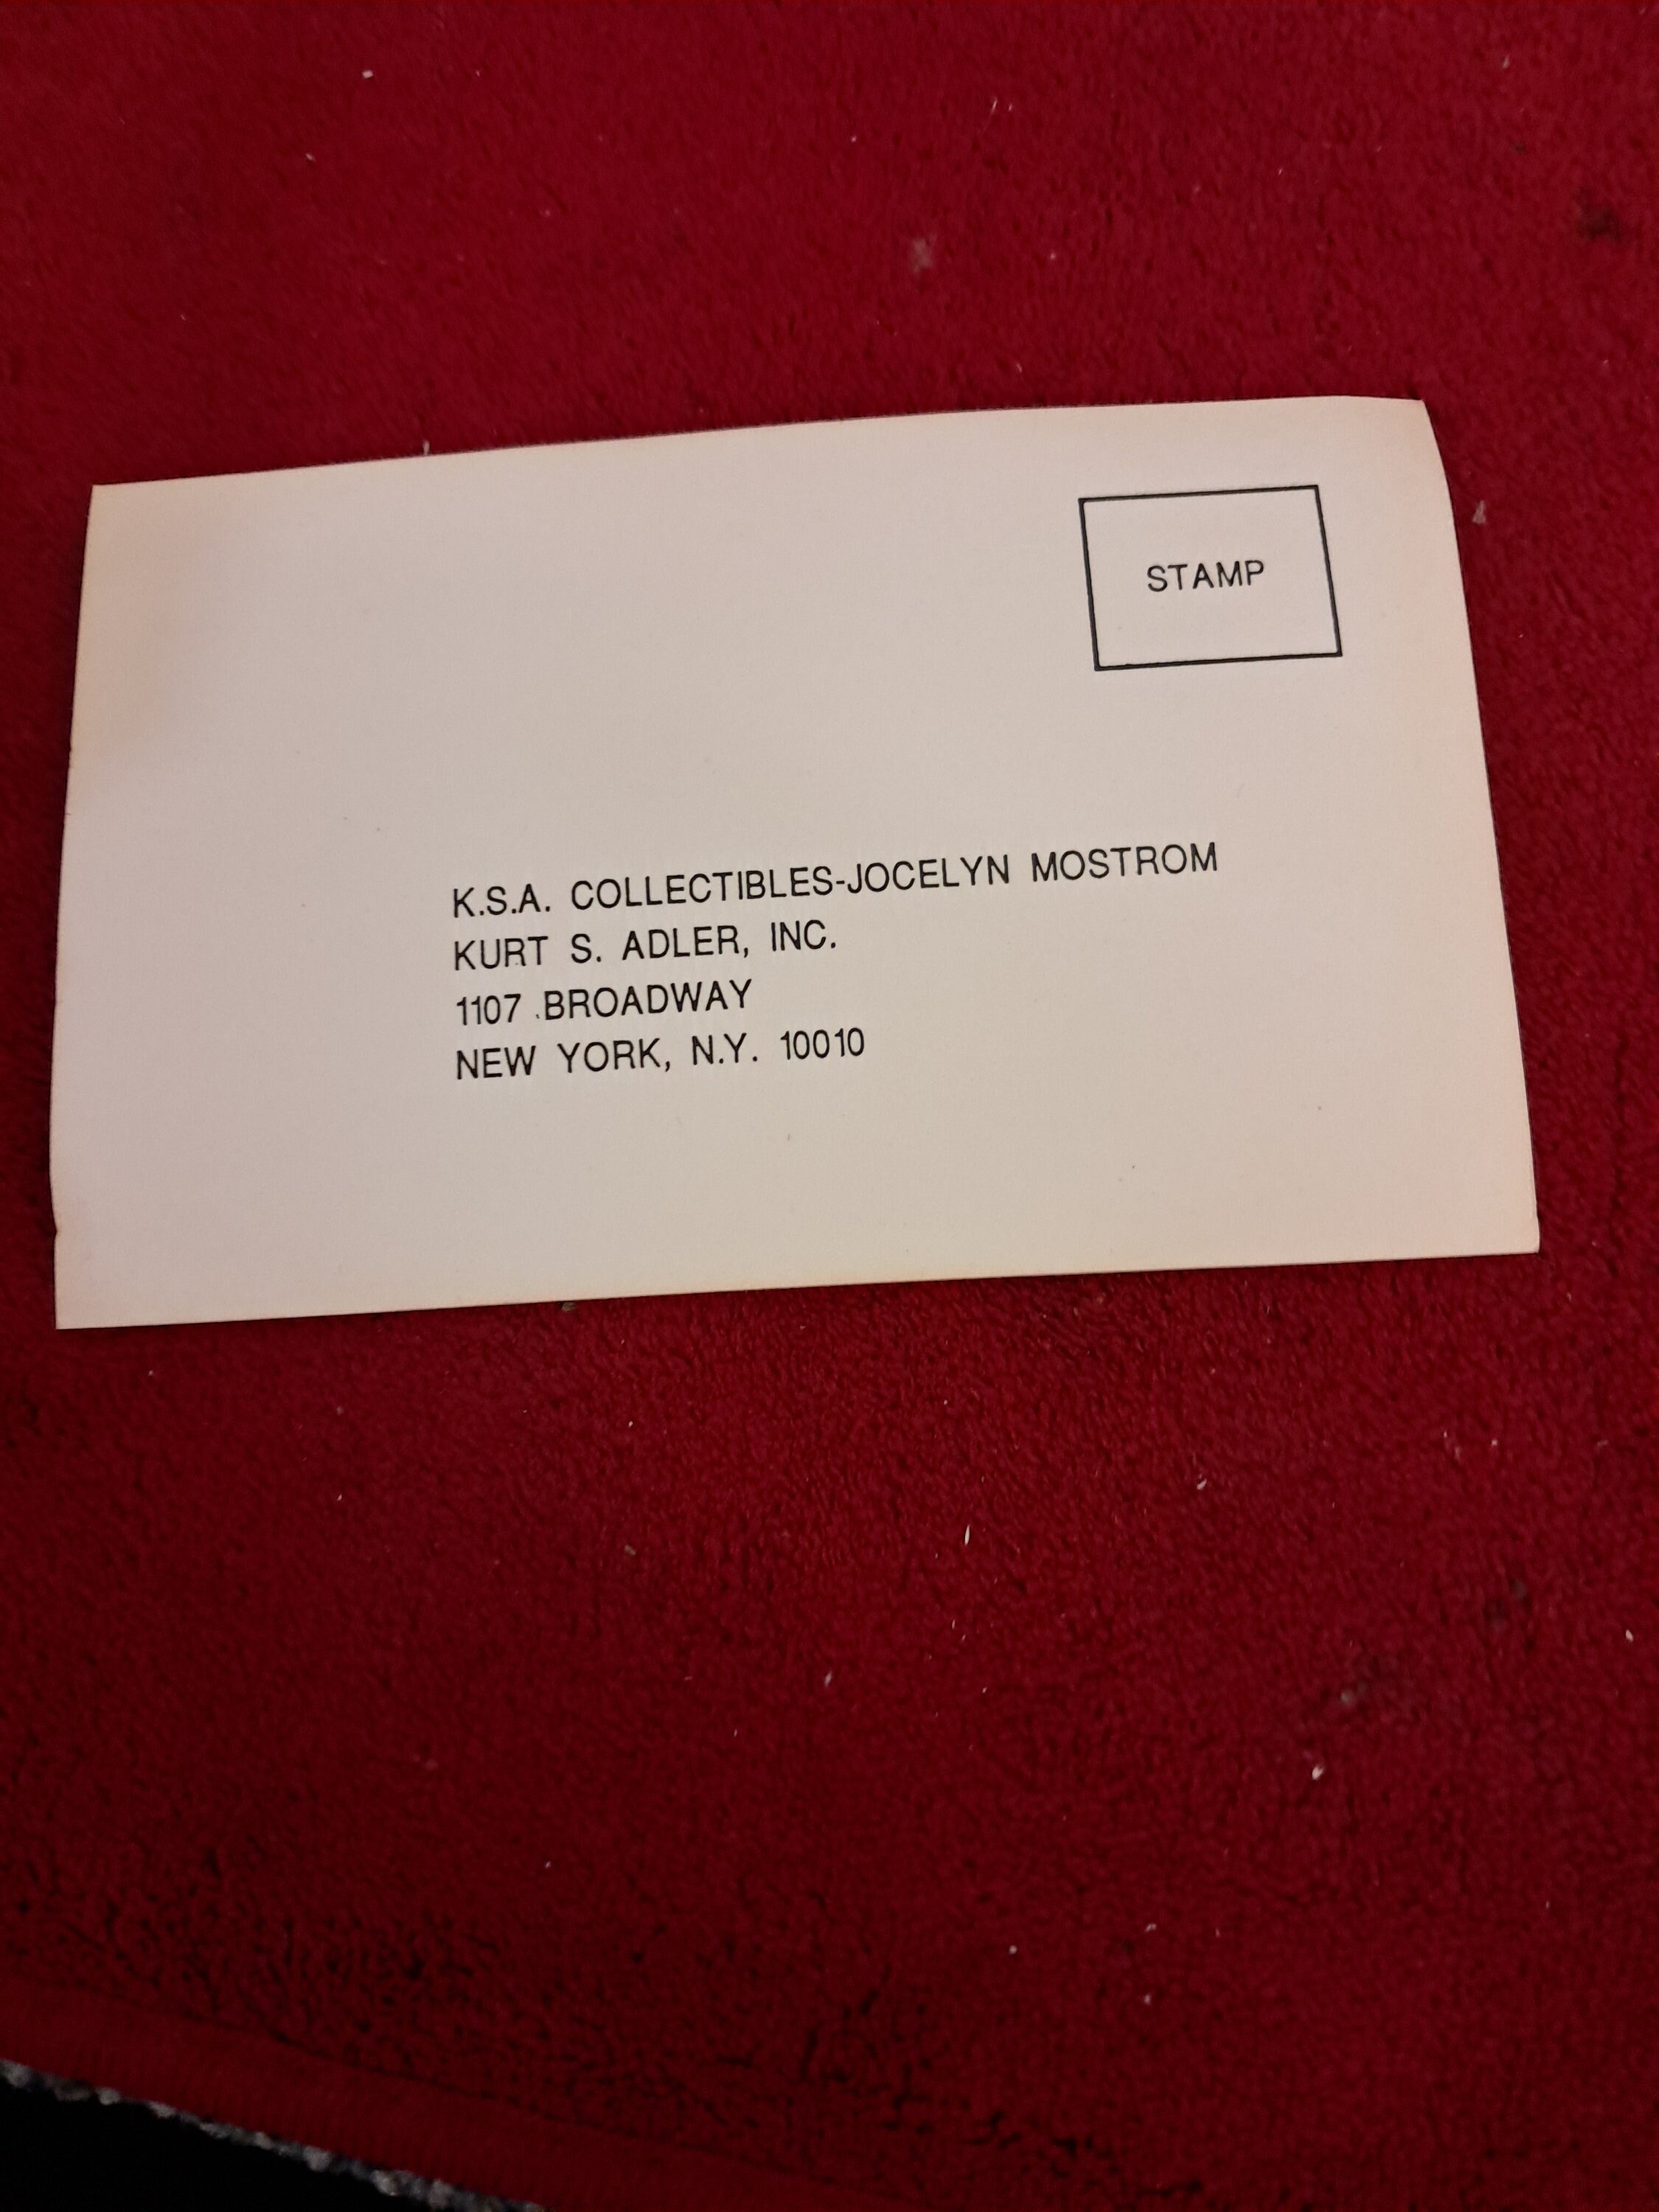 STAMP
K.S.A. COLLECTIBLES-JOCELYN MOSTROM
KURT S. ADLER, INC.
1107 BROADWAY
NEW YORK, N.Y. 10010